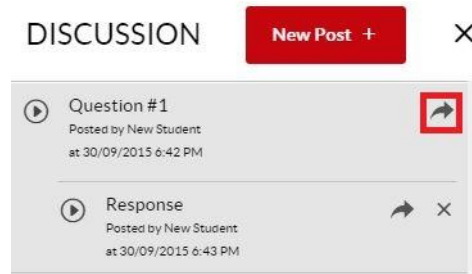 DISCUSSION New Post +
Question #1
Posted by New Student
at 30/09/2015 6:42 PM
Response
Posted by New Student
at 30/09/2015 6:43 PM